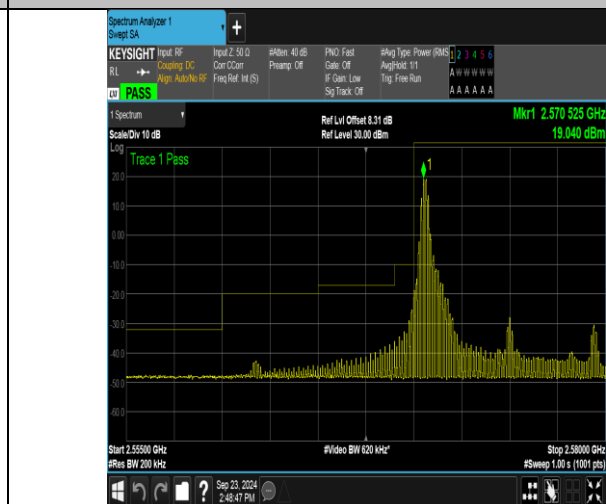 Spectrum Analyzer 1
Swept SA
+
KEYSIGHT Input: RF Input Z: 50 Ω #Atten: 40 dB PNO: Fast #Avg Type: Power (RMS 1 2 3 4 5 6
RL Coupling: DC Corr CCorr Preamp: Off Gate: Off Avg|Hold: 1/1 A W W W W W
Align: Auto/No RF Freq Ref: Int (S) IF Gain: Low Trig: Free Run
LXI PASS Sig Track: Off A A A A A A
1 Spectrum Ref Lvl Offset 8.31 dB Mkr1 2.570 525 GHz
Scale/Div 10 dB Ref Level 30.00 dBm 19.040 dBm
Log
Trace 1 Pass
1
20.0
10.0
0.00
-10.0
-20.0
-30.0
-40.0
-50.0
-60.0
Start 2.55500 GHz #Video BW 620 kHz* Stop 2.58000 GHz
#Res BW 200 kHz #Sweep 1.00 s (1001 pts)
? Sep 23, 2024
2:48:47 PM